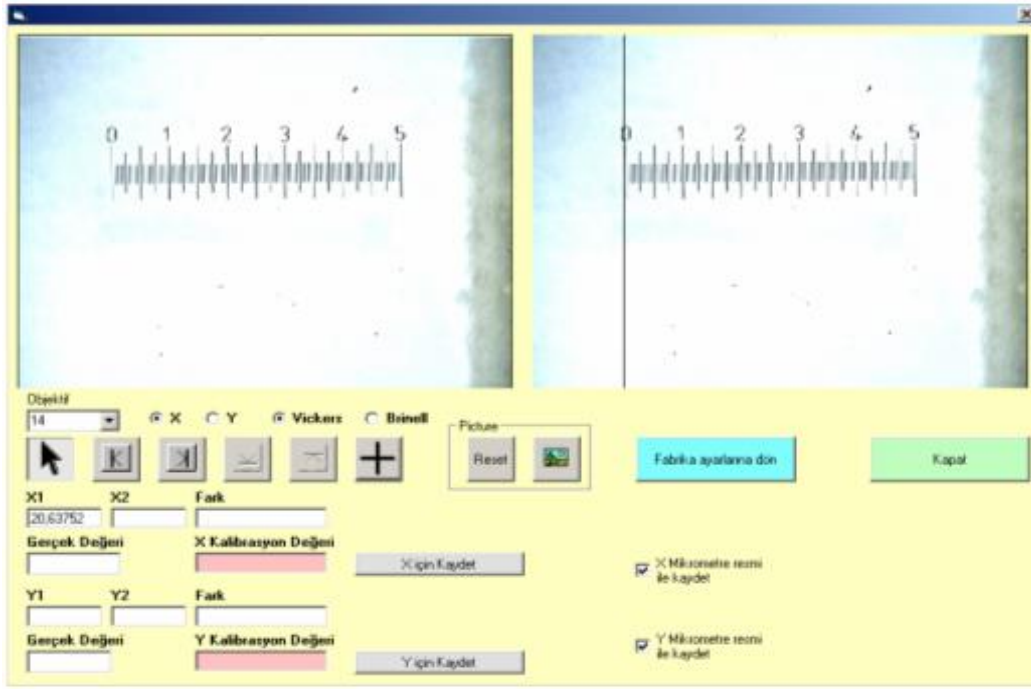 0 1 2 3 4 5
0 1 2 3 4 5
Objektif
14
X Y Vickers Brinell
Picture
Reset
Fabrika ayarlarına dön
Kapat
X1 X2 Fark
20,63752
Gerçek Değeri X Kalibrasyon Değeri
X için Kaydet
X Mikrometre resmi
ile kaydet
Y1 Y2 Fark
Gerçek Değeri Y Kalibrasyon Değeri
Y için Kaydet
Y Mikrometre resmi
ile kaydet